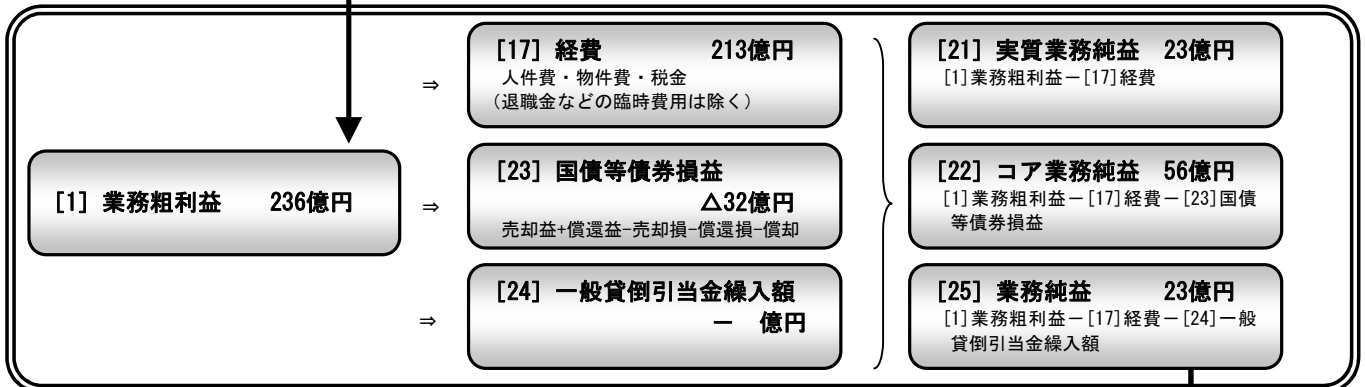 [1] 業務粗利益　236億円
⇒
[17] 経費　213億円
人件費・物件費・税金
(退職金などの臨時費用は除く)
⇒
[23] 国債等債券損益
△32億円
売却益+償還益-売却損-償還損-償却
⇒
[24] 一般貸倒引当金繰入額
－　億円
[21] 実質業務純益　23億円
[1]業務粗利益－[17]経費
[22] コア業務純益　56億円
[1]業務粗利益－[17]経費－[23]国債
等債券損益
[25] 業務純益　23億円
[1]業務粗利益－[17]経費－[24]一般
貸倒引当金繰入額